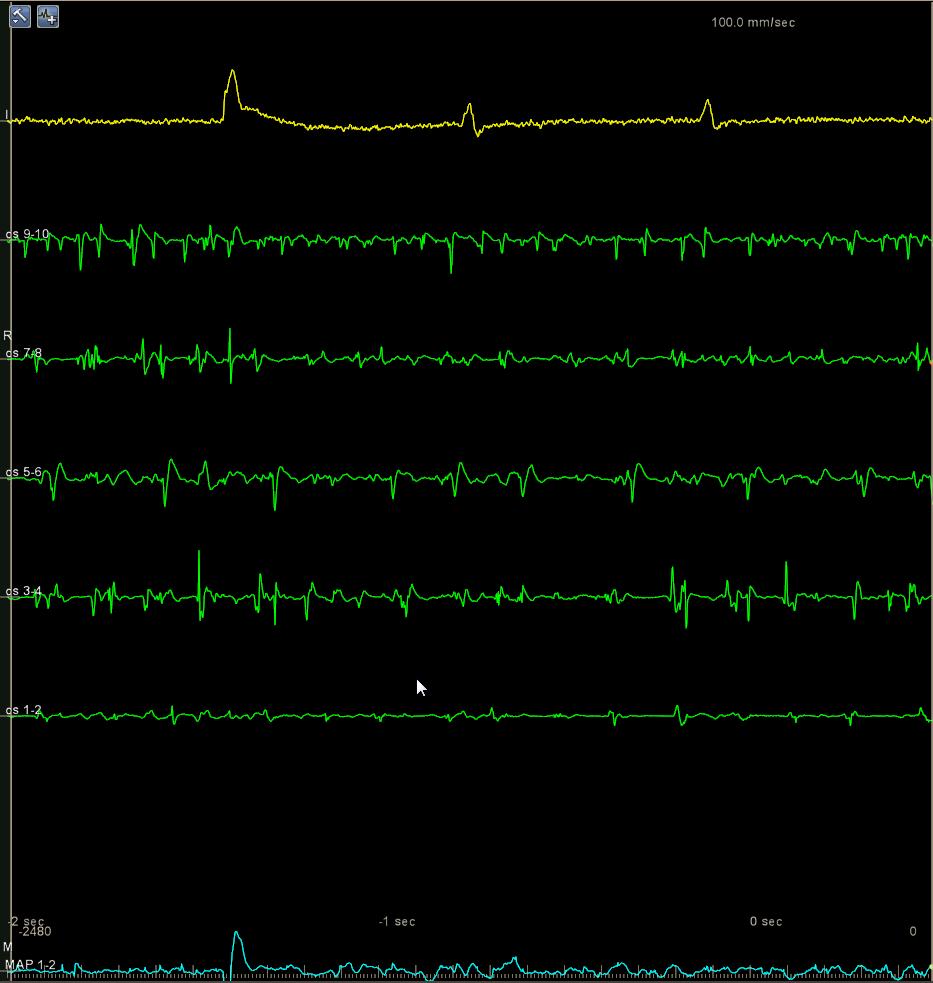 100.0 mm/sec
I
cs 9-10
R
cs 7-8
cs 5-6
cs 3-4
cs 1-2
-2 sec
-1 sec
0 sec
-2480
0
M
MAP 1-2